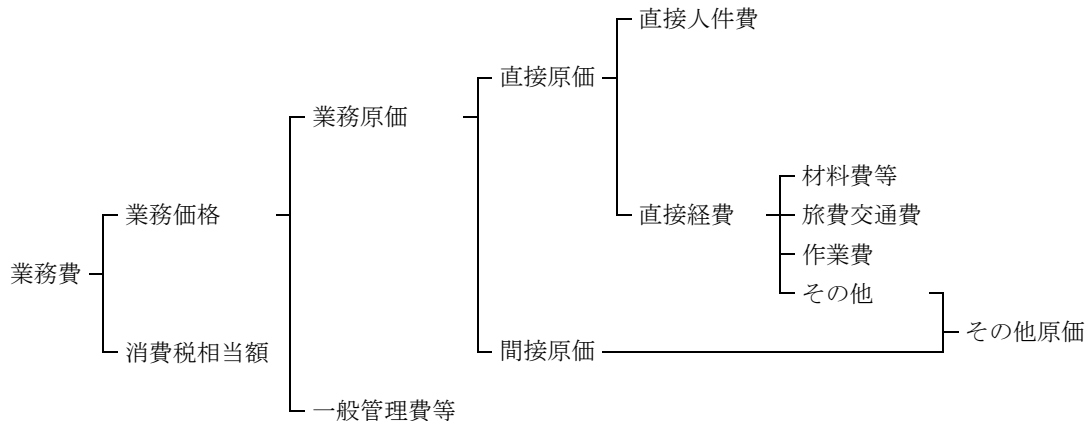 直接人件費
直接原価
業務原価
材料費等
業務価格
直接経費
旅費交通費
作業費
業務費
その他
その他原価
消費税相当額
間接原価
一般管理費等